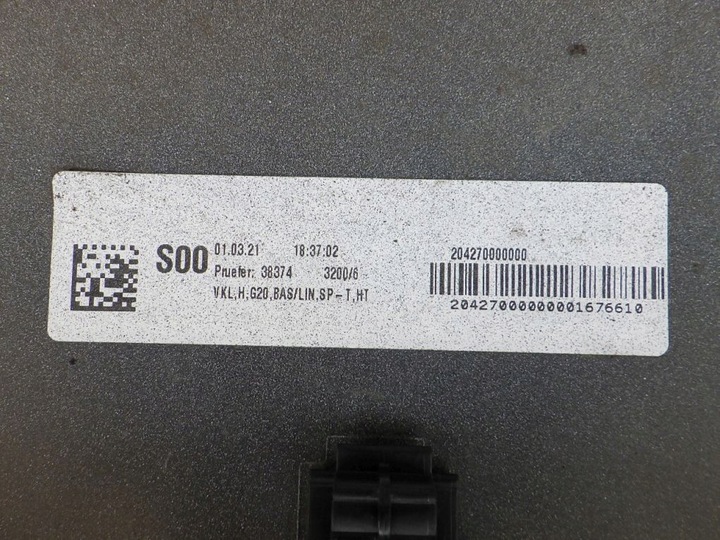 S00 01.03.21 18:37:02 204270000000
Pruefer: 38374 3200/6
VKL,H,G20,BAS/LIN,SP-T,HT
20427000000001676610